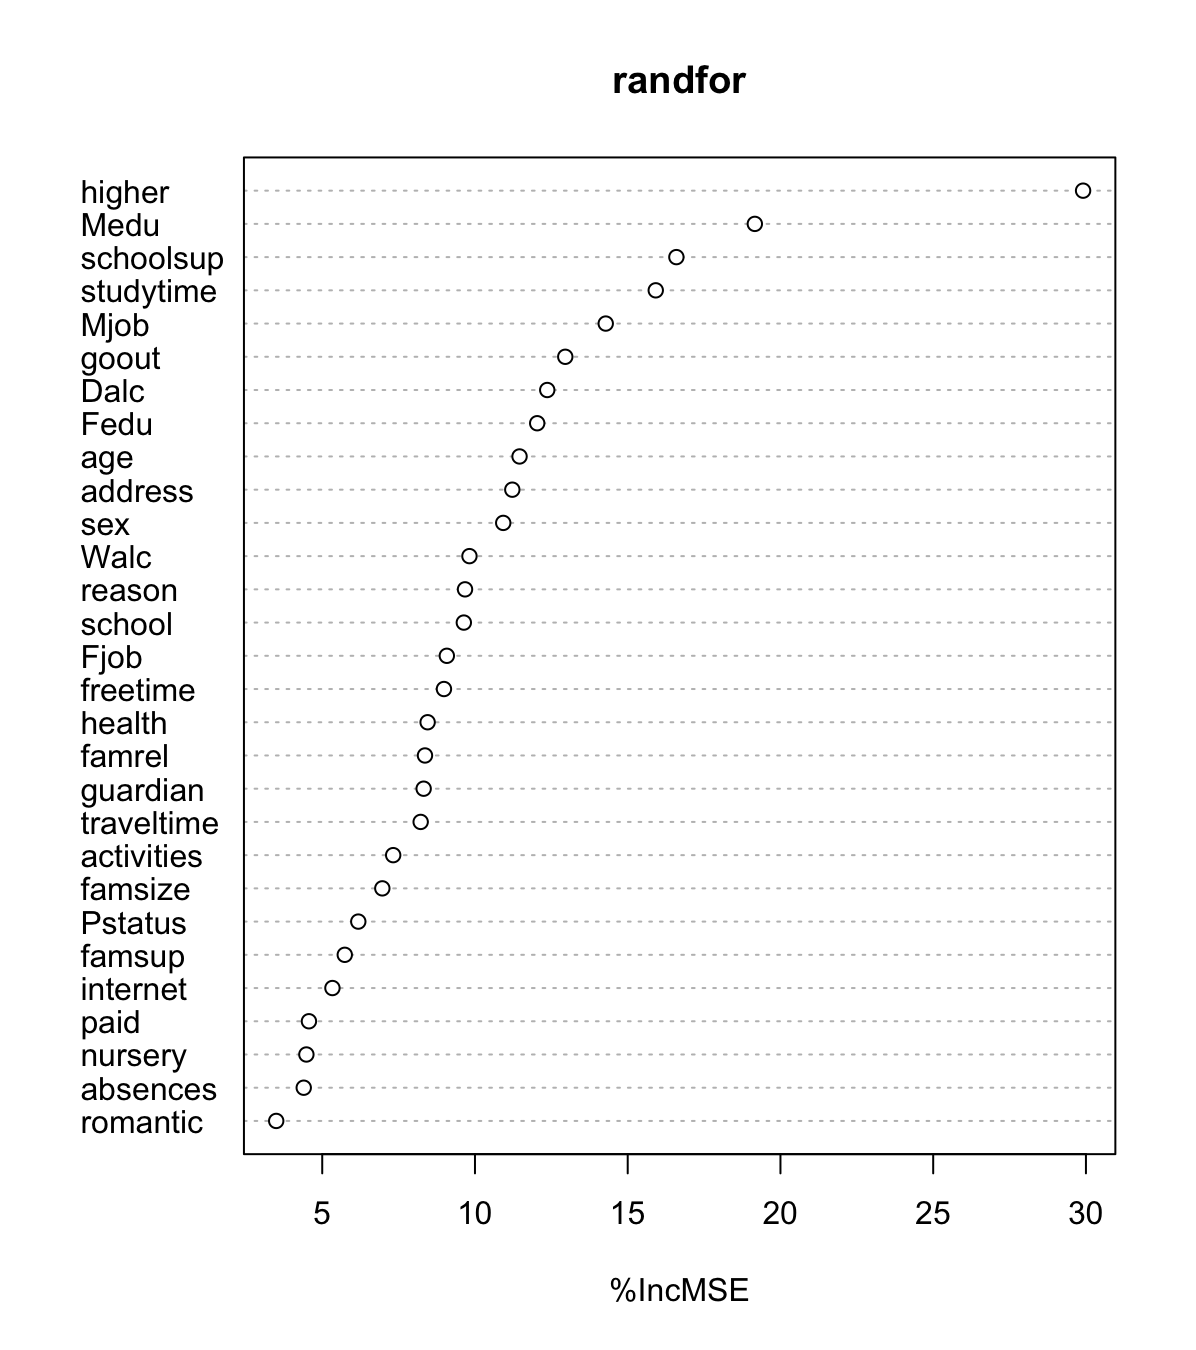 randfor
higher
Medu
schoolsup
studytime
Mjob
goout
Dalc
Fedu
age
address
sex
Walc
reason
school
Fjob
freetime
health
famrel
guardian
traveltime
activities
famsize
Pstatus
famsup
internet
paid
nursery
absences
romantic
5 10 15 20 25 30
%IncMSE